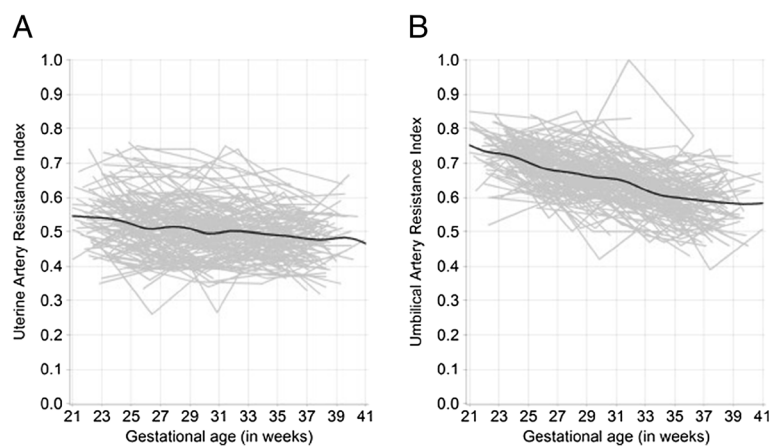 A
Uterine Artery Resistance Index
1.0
0.9
0.8
0.7
0.6
0.5
0.4
0.3
0.2
0.1
0.0
21 23 25 27 29 31 33 35 37 39 41
Gestational age (in weeks)
B
Umbilical Artery Resistance Index
1.0
0.9
0.8
0.7
0.6
0.5
0.4
0.3
0.2
0.1
0.0
21 23 25 27 29 31 33 35 37 39 41
Gestational age (in weeks)